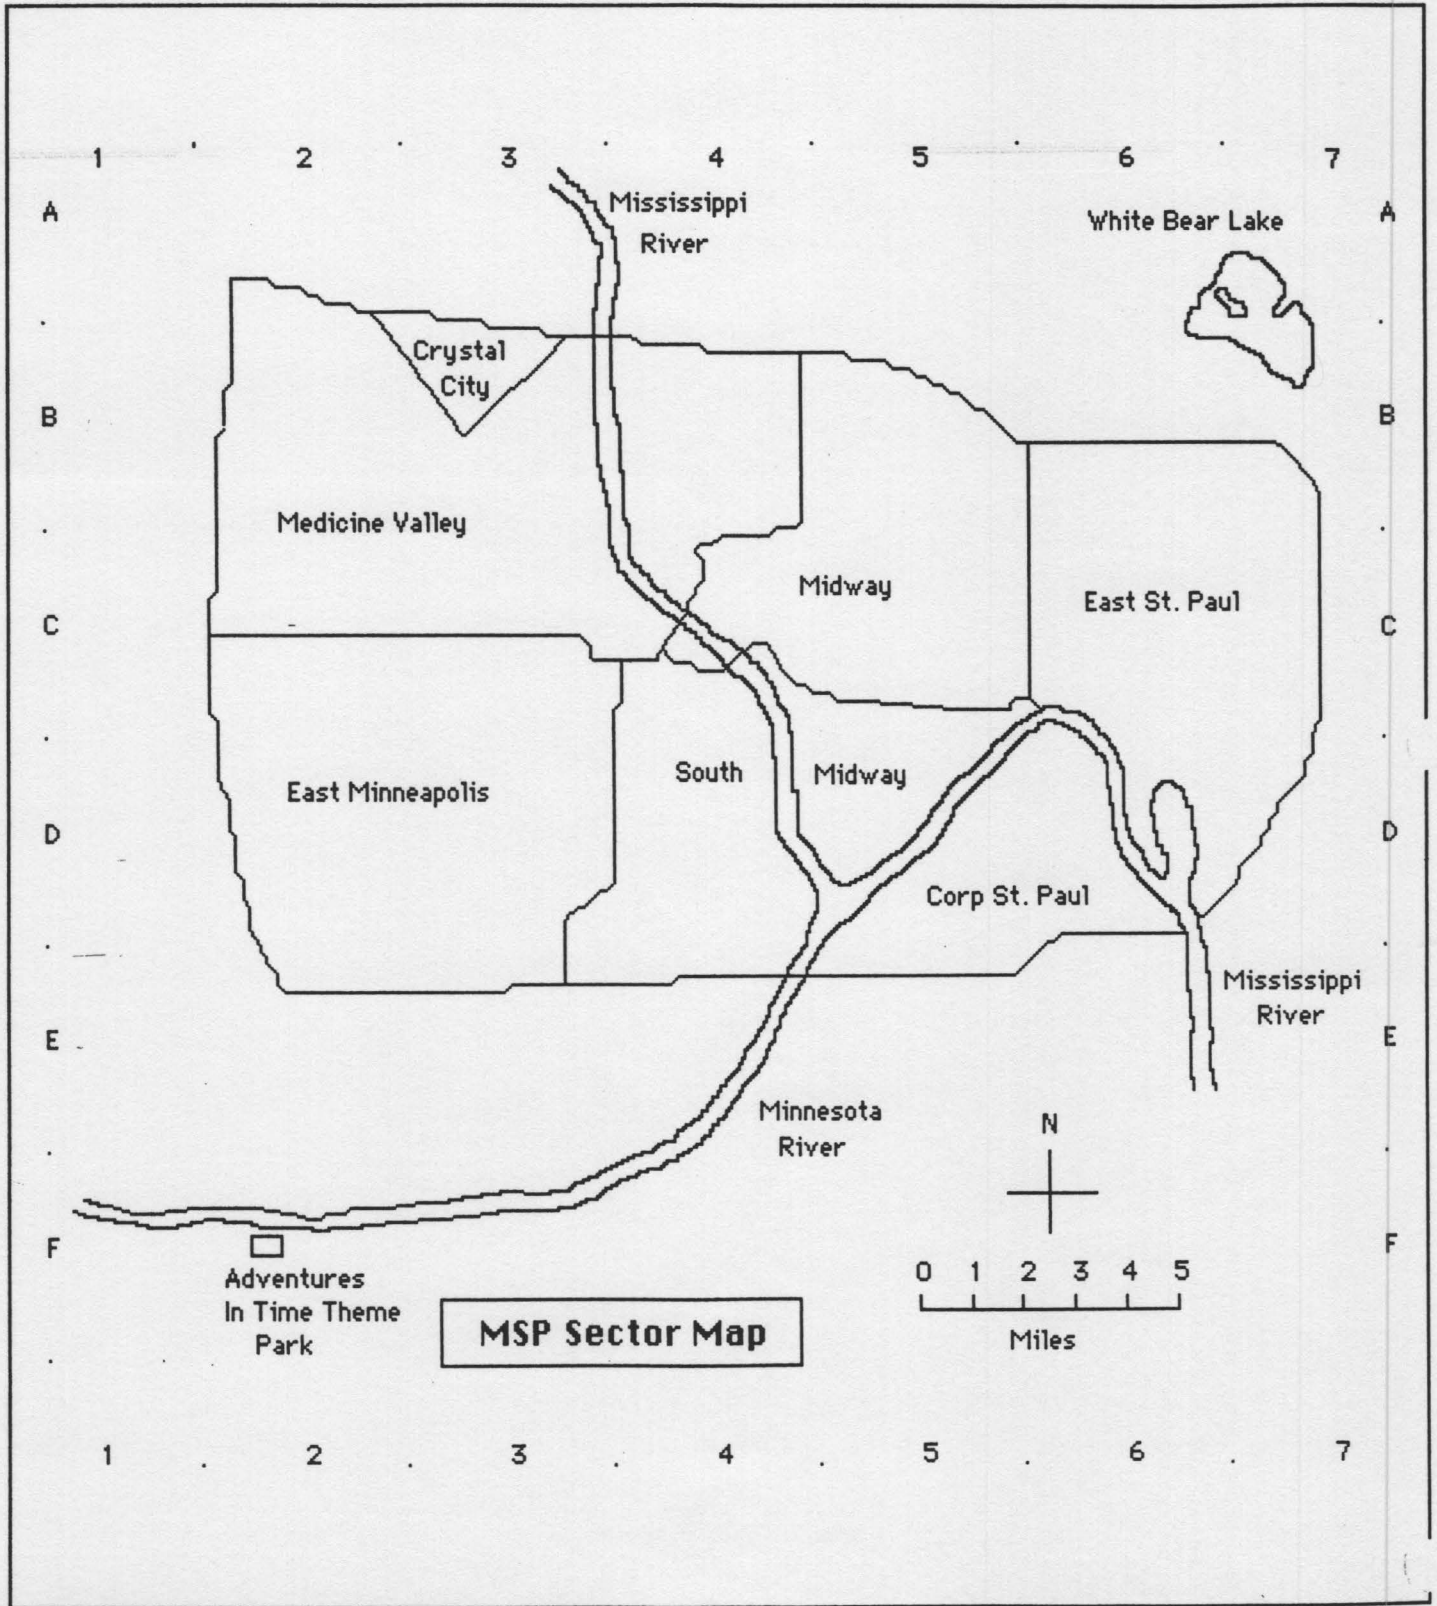 1 2 3 4 5 6 7
A
Mississippi
River
White Bear Lake
A
Crystal
City
B
B
Medicine Valley
Midway
East St. Paul
C
C
South
Midway
East Minneapolis
D
D
Corp St. Paul
Mississippi
River
E
E
Minnesota
River
N
F
F
Adventures
In Time Theme
Park
0 1 2 3 4 5
Miles
MSP Sector Map
1 2 3 4 5 6 7